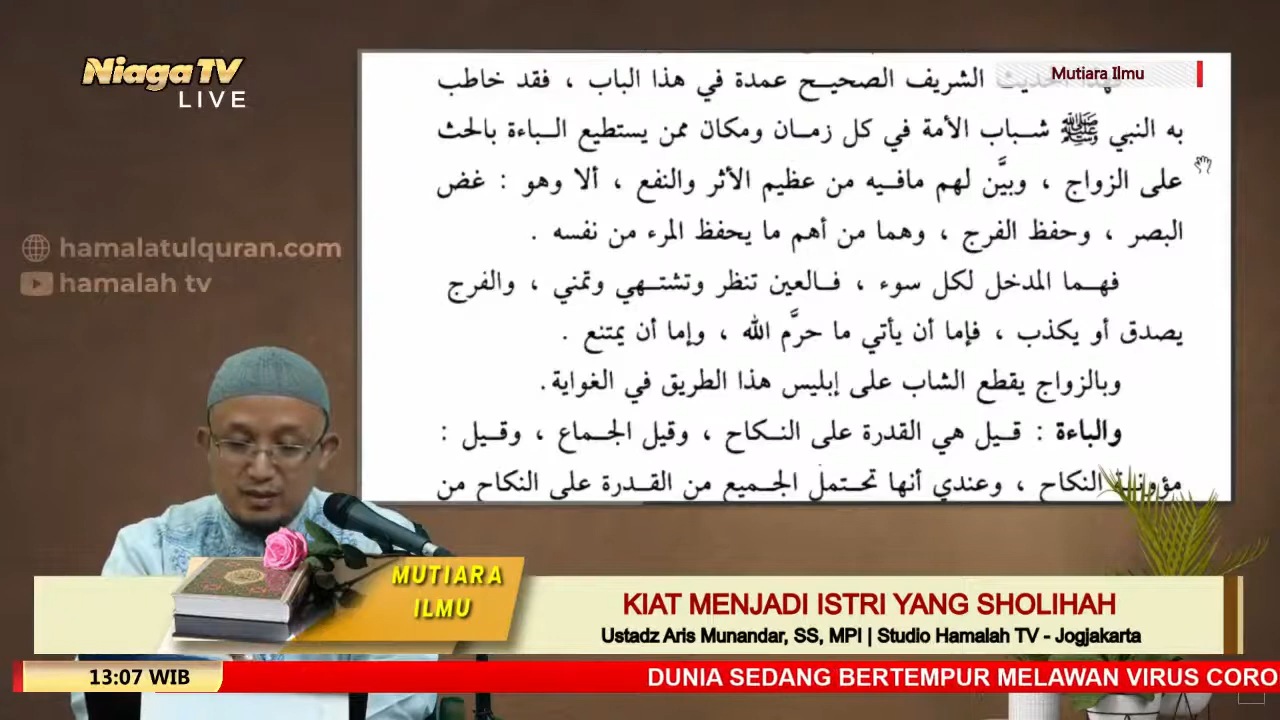 Niaga TV
LIVE
Mutiara Ilmu
الحديث الشريف الصحيح عمدة في هذا الباب ، فقد خاطب
به النبي ﷺ شباب الأمة في كل زمان ومكان ممن يستطيع الباءة بالحث
على الزواج ، وبيَّن لهم مافيه من عظيم الأثر والنفع ، ألا وهو : غض
البصر ، وحفظ الفرج ، وهما من أهم ما يحفظ المرء من نفسه .
فهما المدخل لكل سوء ، فالعين تنظر وتشتهي وتمني ، والفرج
يصدق أو يكذب ، فإما أن يأتي ما حرَّم الله ، وإما أن يمتنع .
وبالزواج يقطع الشاب على إبليس هذا الطريق في الغواية.
والباءة : قيل هي القدرة على النكاح ، وقيل الجماع ، وقيل :
النكاح ، وعندي أنها تحتمل الجميع من القدرة على النكاح من
hamalatulquran.com
hamalah tv
MUTIARA
ILMU
KIAT MENJADI ISTRI YANG SHOLIHAH
Ustadz Aris Munandar, SS, MPI | Studio Hamalah TV - Jogjakarta
13:07 WIB
DUNIA SEDANG BERTEMPUR MELAWAN VIRUS CORO